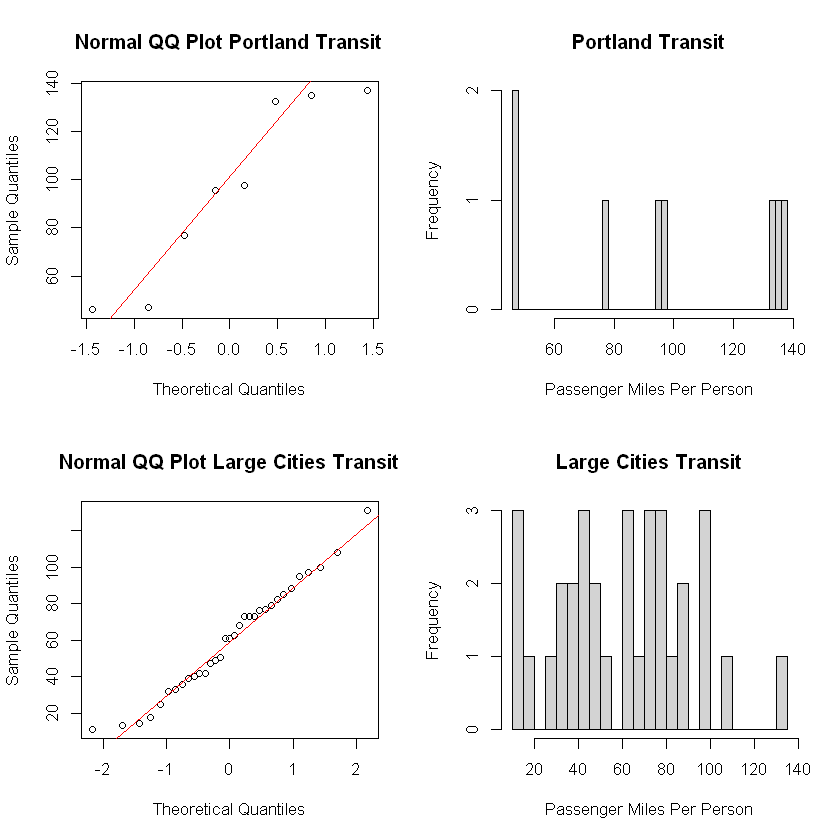 Normal QQ Plot Portland Transit
Sample Quantiles
140
120
100
80
60
-1.5 -1.0 -0.5 0.0 0.5 1.0 1.5
Theoretical Quantiles
Portland Transit
Frequency
2
1
0
60 80 100 120 140
Passenger Miles Per Person
Normal QQ Plot Large Cities Transit
Sample Quantiles
100
80
60
40
20
-2 -1 0 1 2
Theoretical Quantiles
Large Cities Transit
Frequency
3
2
1
0
20 40 60 80 100 120 140
Passenger Miles Per Person